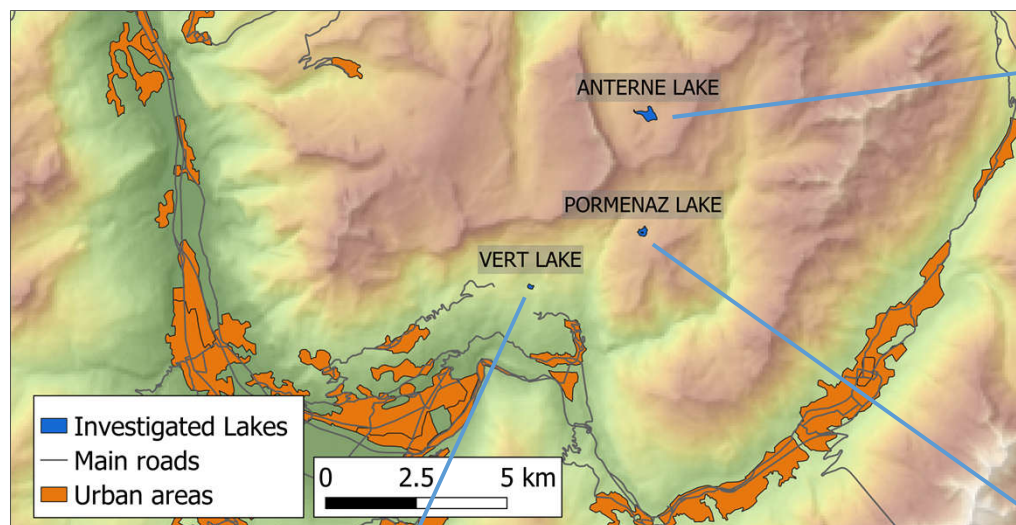 ANTERNE LAKE
PORMENAZ LAKE
VERT LAKE
Investigated Lakes
Main roads
Urban areas
0 2.5 5 km